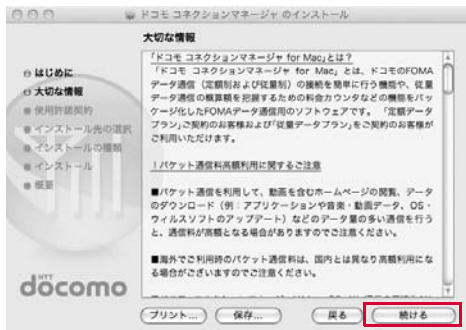 ドコモ コネクションマネージャ のインストール
大切な情報
はじめに
大切な情報
使用許諾契約
インストール先の選択
インストールの種類
インストール
概要
「ドコモ コネクションマネージャ for Mac」とは？
「ドコモ コネクションマネージャ for Mac」とは、ドコモのFOMA
データ通信（定額制および従量制）の接続を簡単に行う機能や、従量
データ通信の概算額を把握するための料金カウンタなどの機能をパッ
ケージ化したFOMAデータ通信用のソフトウェアです。 「定額データ
プラン」ご契約のお客様および「従量データプラン」をご契約のお客様が
ご利用いただけます。
！パケット通信料高額利用に関するご注意
■パケット通信を利用して、動画を含むホームページの閲覧、データ
のダウンロード（例：アプリケーションや音楽・動画データ、OS・
ウィルスソフトのアップデート）などのデータ量の多い通信を行う
と、通信料が高額となる場合がありますのでご注意ください。
■海外でご利用時のパケット通信料は、国内とは異なり高額利用にな
る場合がございますのでご注意ください。
NTT
döcomo
プリント...
保存...
戻る
続ける